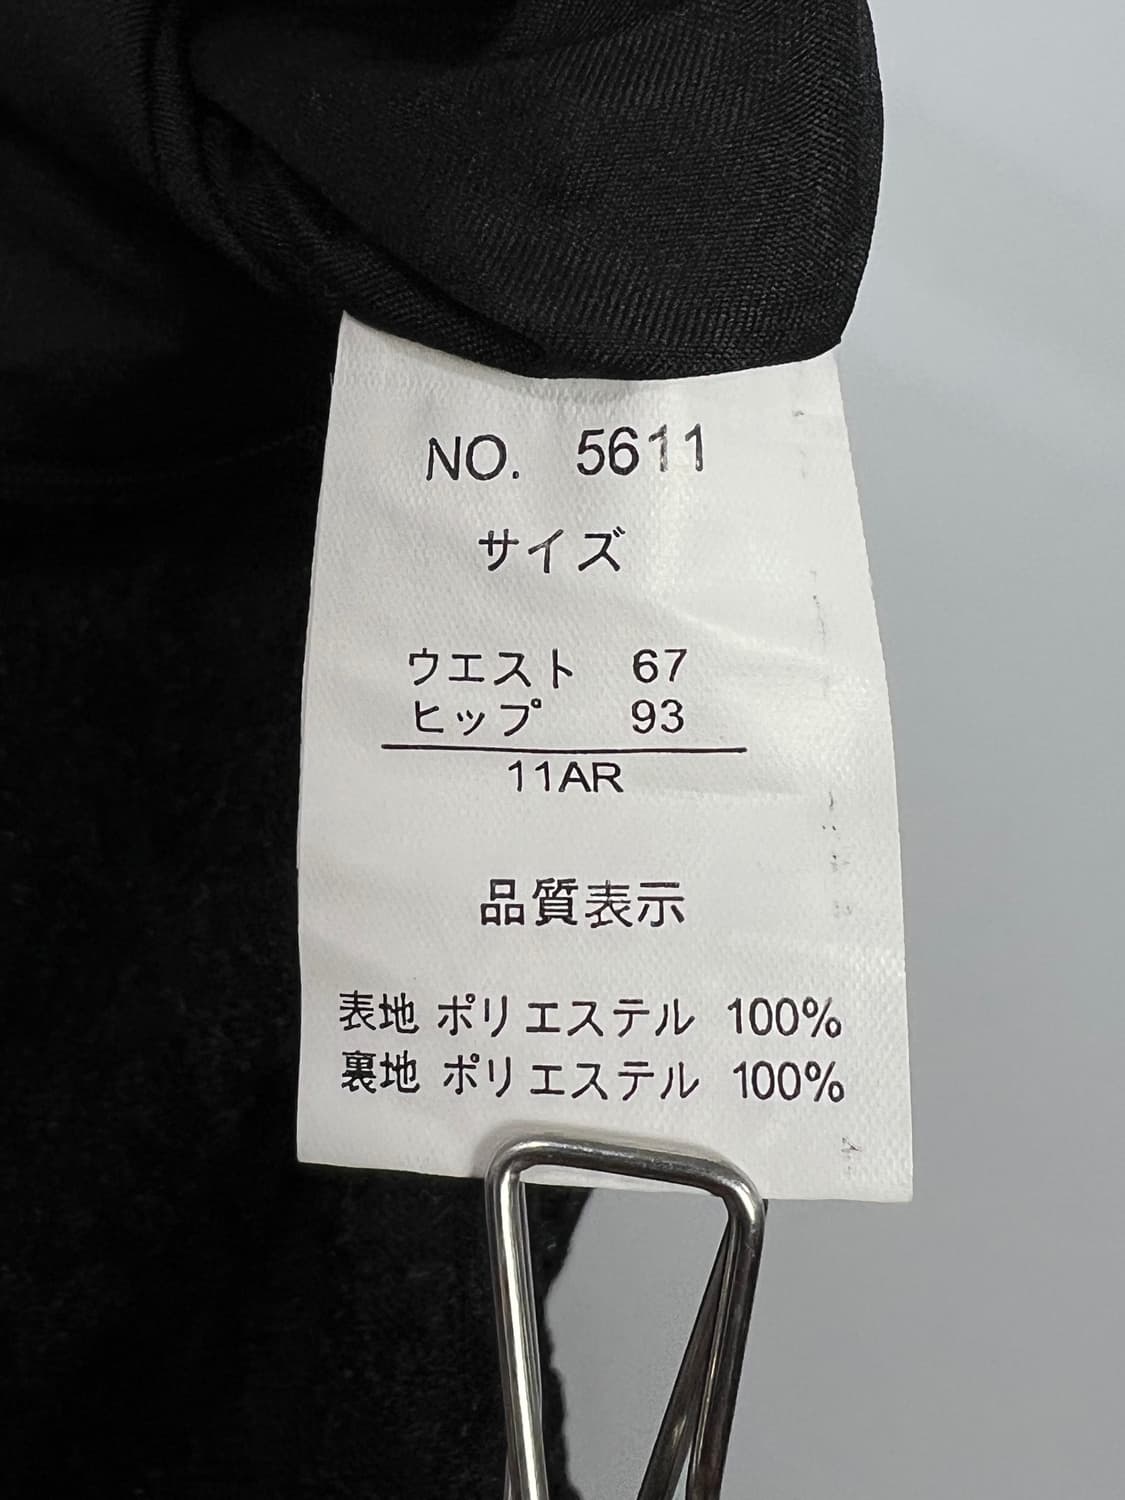 NO. 5611
サイズ
ウエスト 67
ヒップ 93
11AR
品質表示
表地 ポリエステル 100%
裏地 ポリエステル 100%